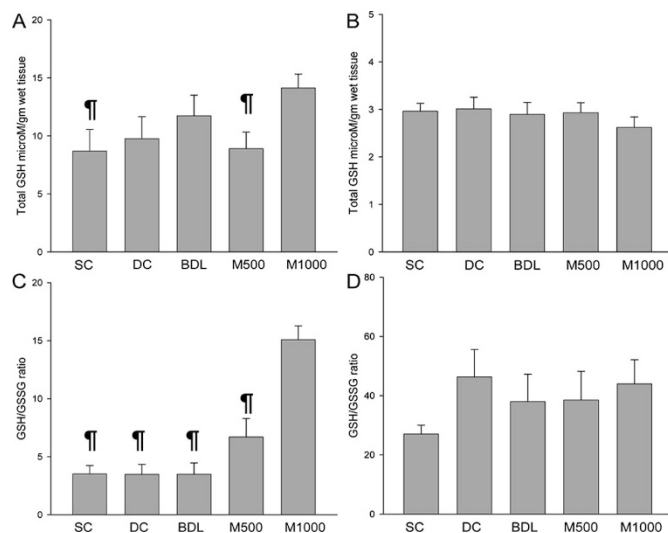 A
Total GSH microM/gm wet tissue
20
15
10
5
0
¶
¶
SC DC BDL M500 M1000
B
Total GSH microM/gm wet tissue
5
4
3
2
1
0
SC DC BDL M500 M1000
C
GSH/GSSG ratio
20
15
10
5
0
¶ ¶ ¶ ¶
SC DC BDL M500 M1000
D
GSH/GSSG ratio
80
60
40
20
0
SC DC BDL M500 M1000